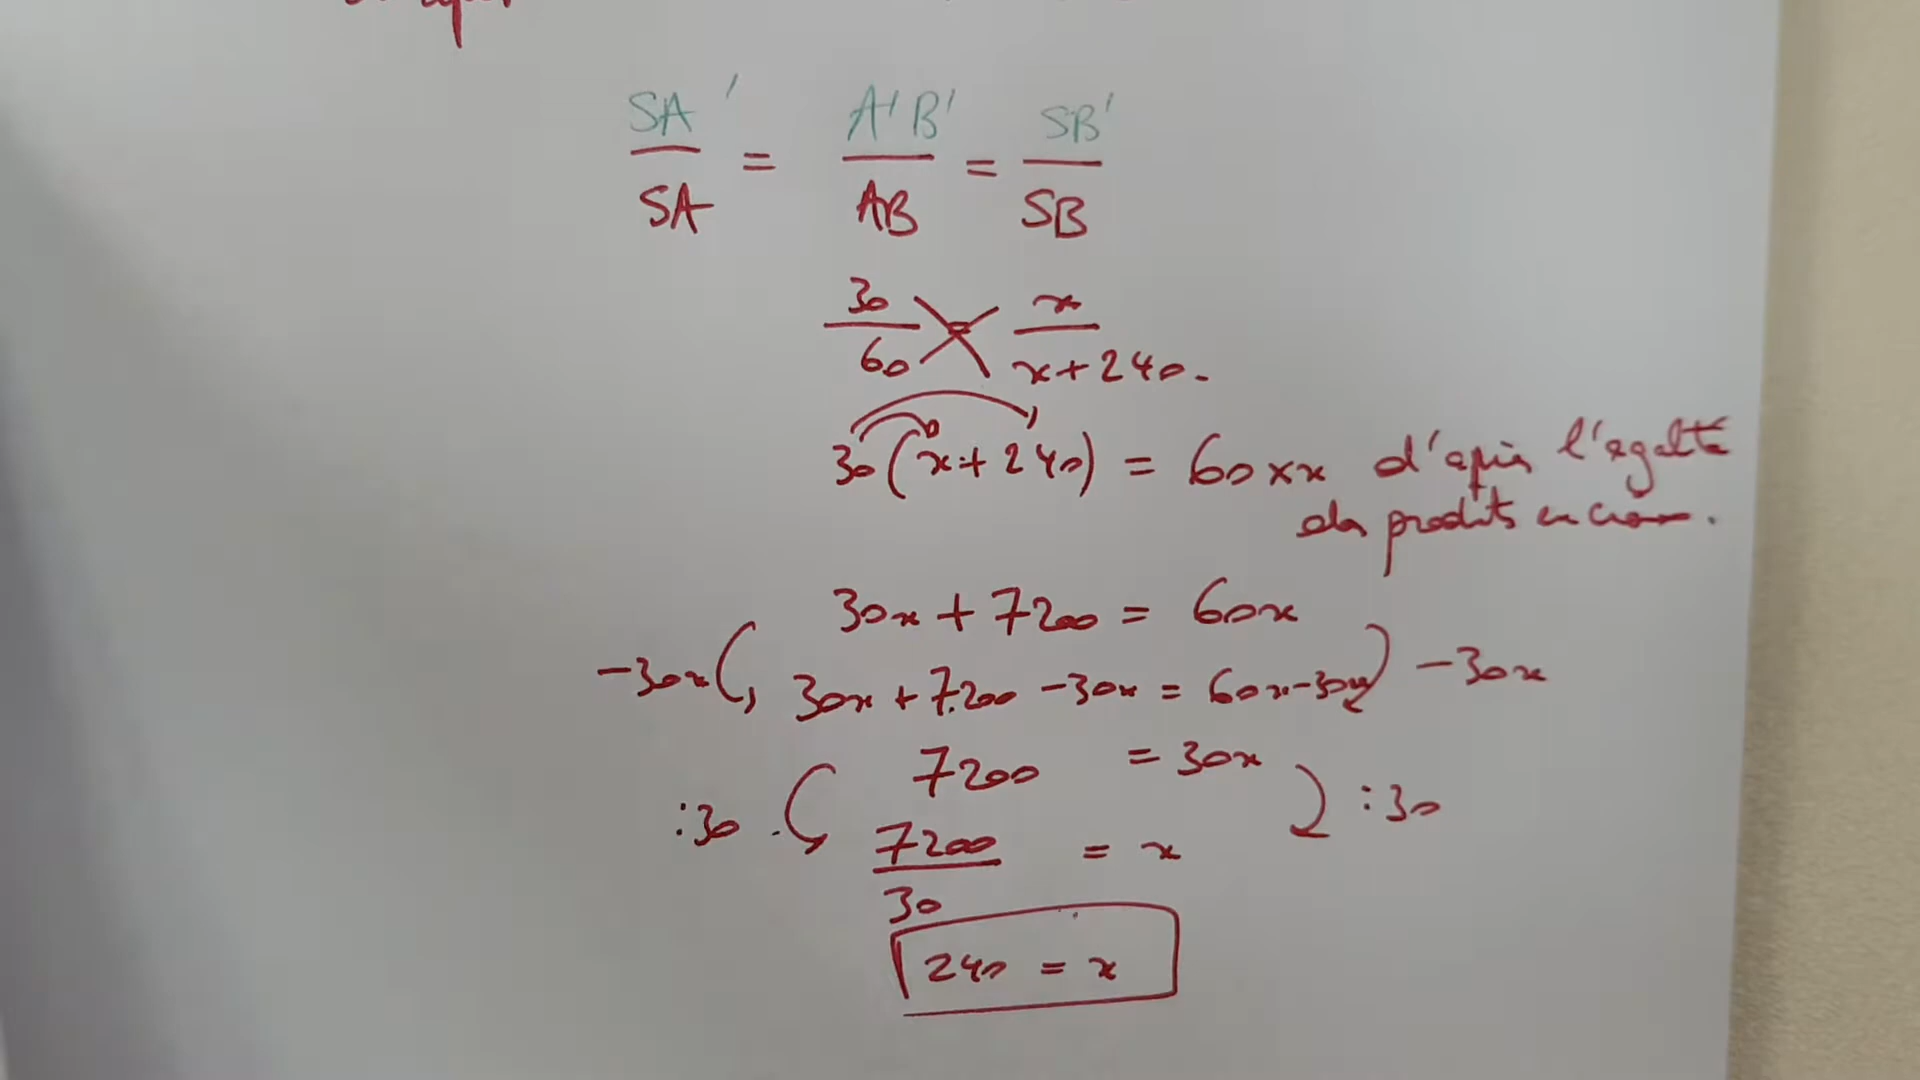 SA' / SA = A'B' / AB = SB' / SB
30 / 60 = x / x+240.
30(x+240) = 60×x d'après l'égalité
des produits en croix.
30x + 7200 = 60x
-30x 30x + 7200 - 30x = 60x-30x -30x
7200 = 30x
:30 7200 / 30 = x :30
240 = x